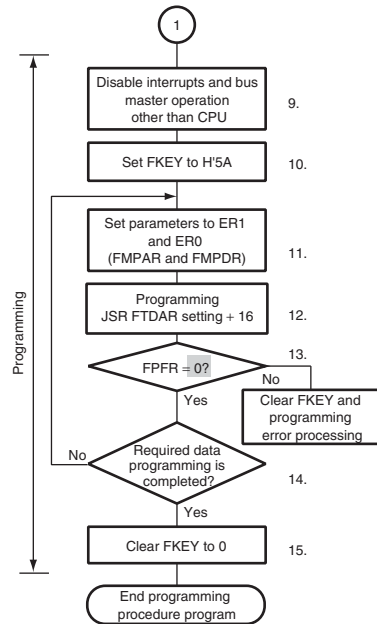 1
Disable interrupts and bus
master operation
other than CPU
9.
Set FKEY to H'5A
10.
Set parameters to ER1
and ER0
(FMPAR and FMPDR)
11.
Programming
JSR FTDAR setting + 16
12.
Programming
13.
FPFR = 0?
No
Yes
Clear FKEY and
programming
error processing
Required data
programming is
completed?
No
14.
Yes
Clear FKEY to 0
15.
End programming
procedure program